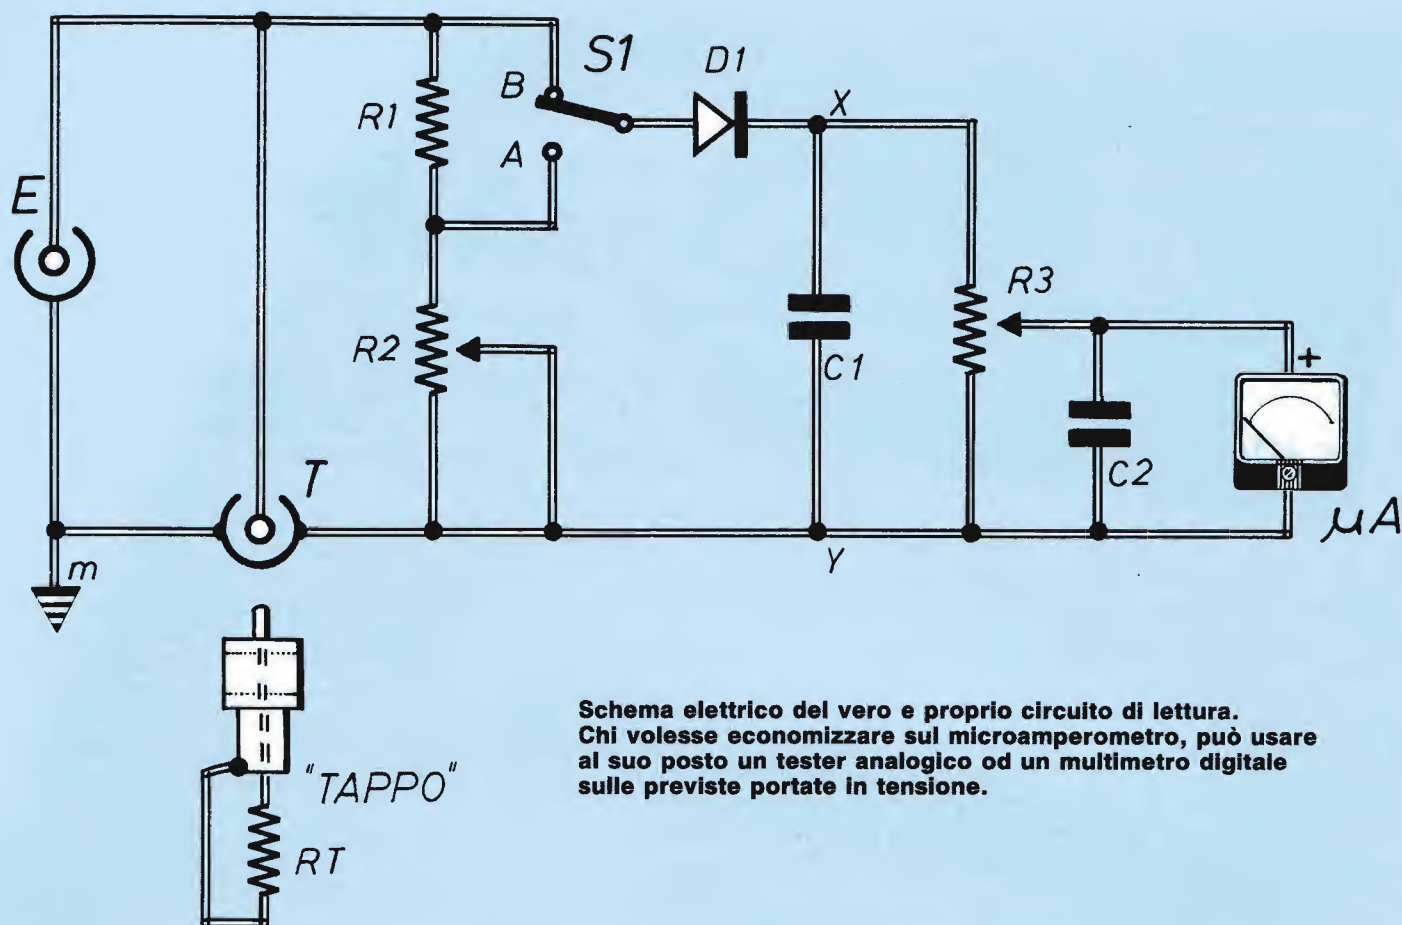 S1
D1
B
X
R1
A
E
R3
R2
+
C1
T
C2
µA
m
Y
Schema elettrico del vero e proprio circuito di lettura.
Chi volesse economizzare sul microamperometro, può usare
al suo posto un tester analogico od un multimetro digitale
sulle previste portate in tensione.
"TAPPO"
RT